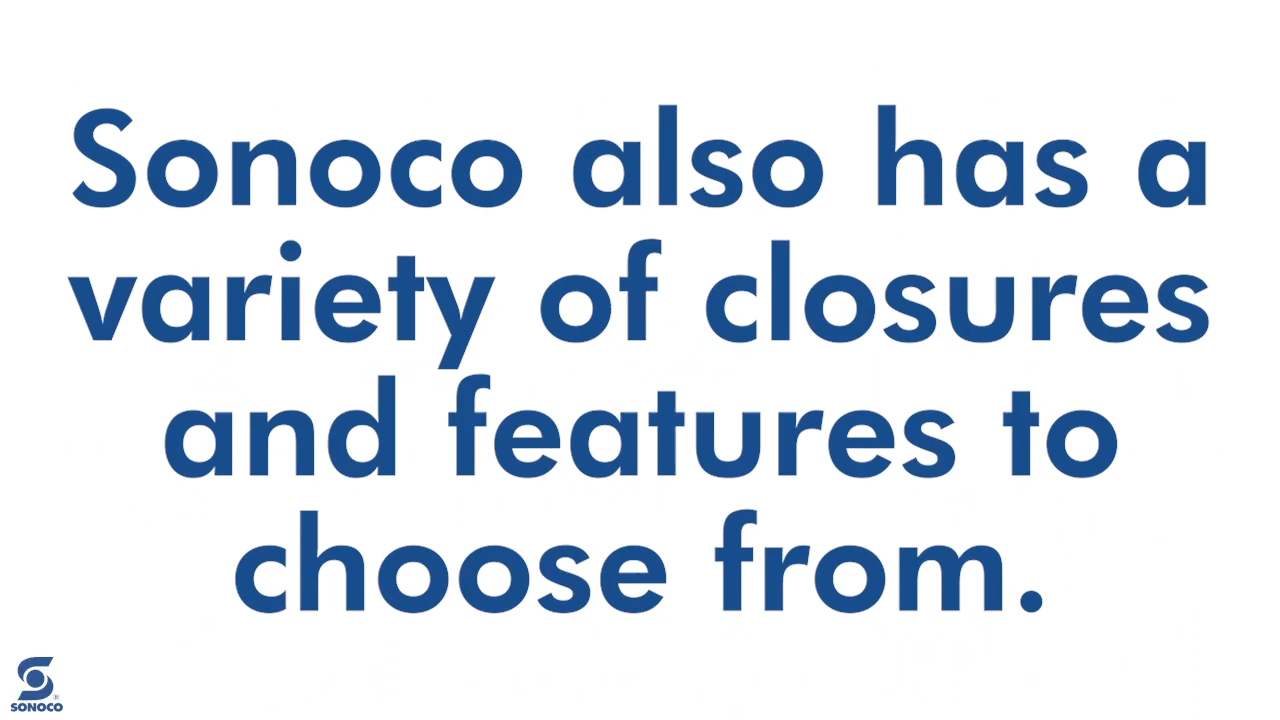 Sonoco also has a
variety of closures
and features to
choose from.
SONOCO